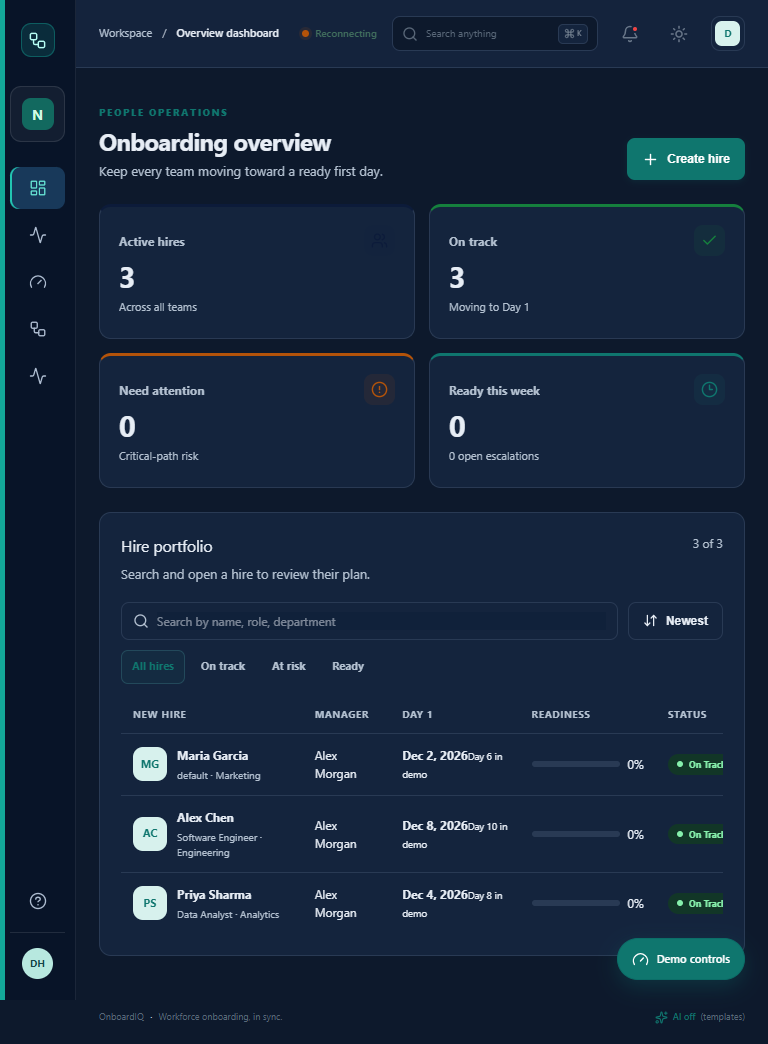 Workspace / Overview dashboard
Reconnecting
Search anything
⌘ K
D
N
PEOPLE OPERATIONS
Onboarding overview
Keep every team moving toward a ready first day.
Create hire
Active hires
3
Across all teams
On track
3
Moving to Day 1
Need attention
0
Critical-path risk
Ready this week
0
0 open escalations
Hire portfolio
3 of 3
Search and open a hire to review their plan.
Search by name, role, department
Newest
All hires
On track
At risk
Ready
NEW HIRE MANAGER DAY 1 READINESS STATUS
MG
Maria Garcia
default · Marketing
Alex
Morgan
Dec 2, 2026Day 6 in
demo
0%
On Track
AC
Alex Chen
Software Engineer ·
Engineering
Alex
Morgan
Dec 8, 2026Day 10 in
demo
0%
On Track
PS
Priya Sharma
Data Analyst · Analytics
Alex
Morgan
Dec 4, 2026Day 8 in
demo
0%
On Track
Demo controls
DH
OnboardIQ · Workforce onboarding, in sync.
AI off (templates)